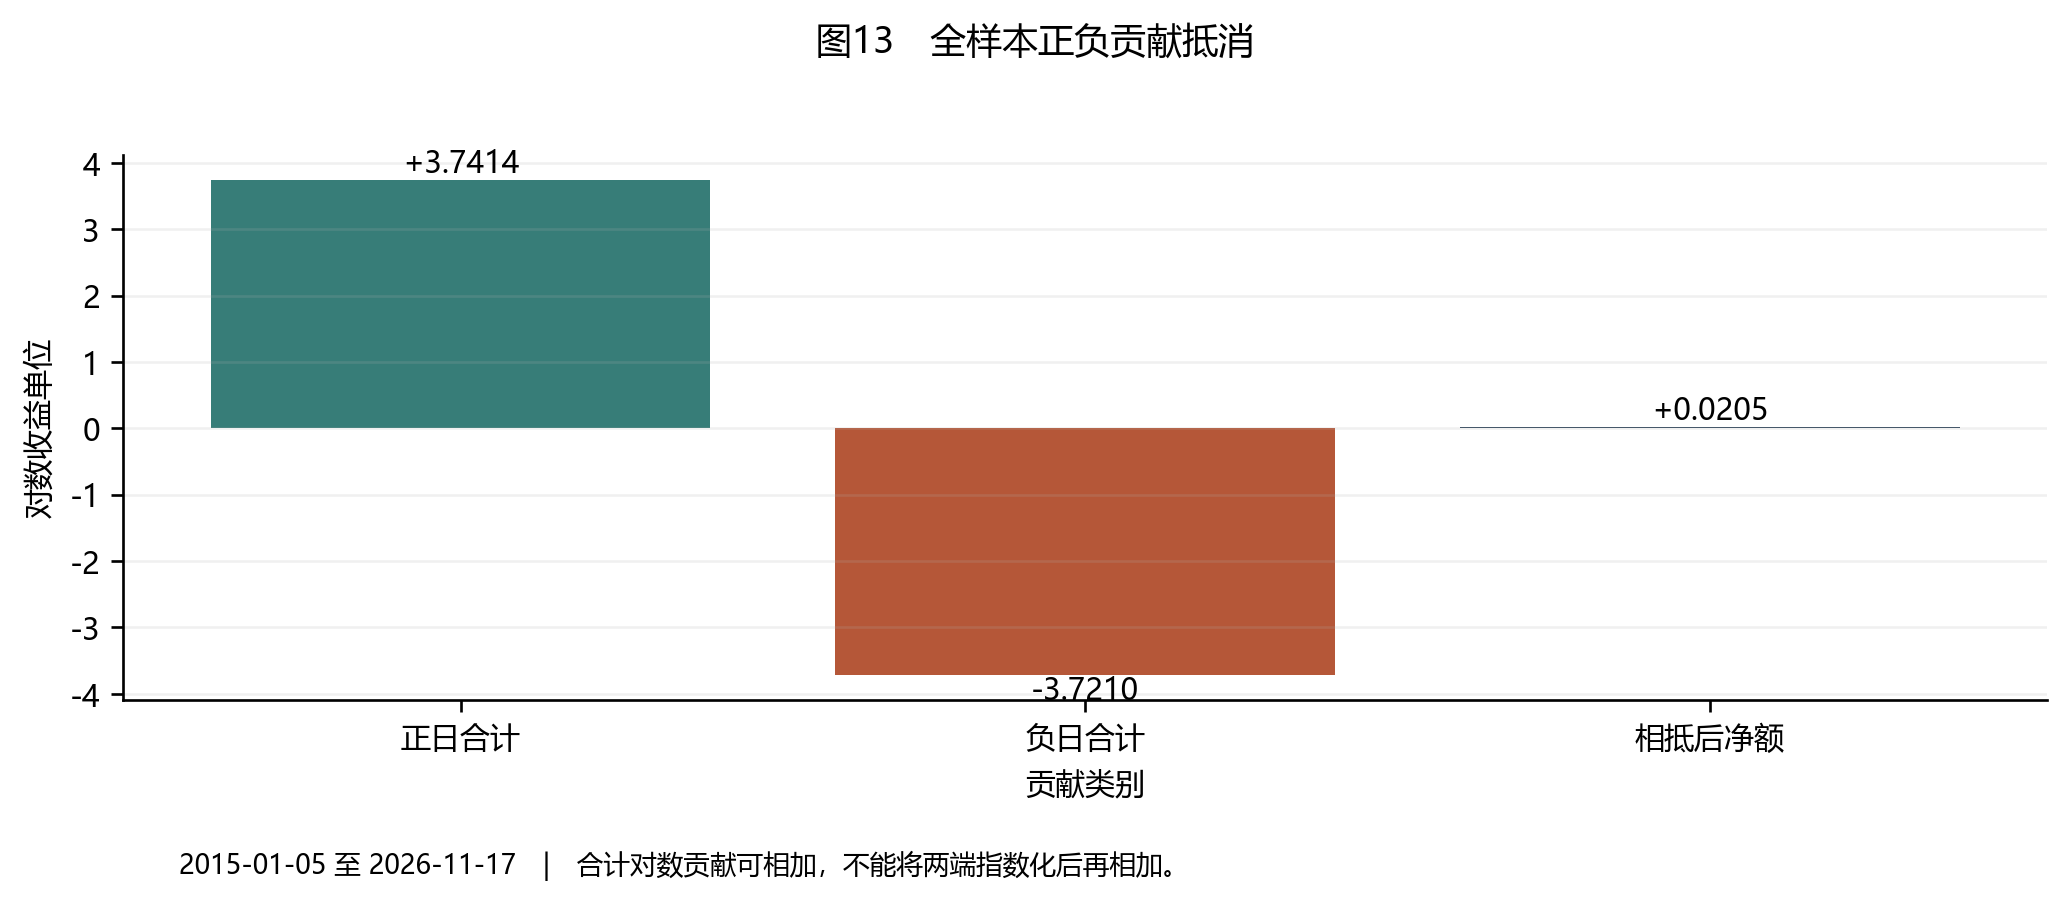 图13　全样本正负贡献抵消
对数收益单位
4
3
2
1
0
-1
-2
-3
-4
+3.7414
-3.7210
+0.0205
正日合计
负日合计
相抵后净额
贡献类别
2015-01-05 至 2026-11-17　|　合计对数贡献可相加，不能将两端指数化后再相加。